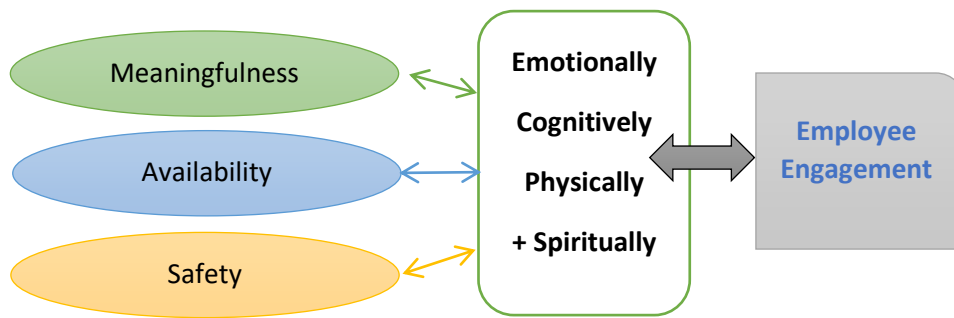 Meaningfulness
Availability
Safety
Emotionally
Cognitively
Physically
+ Spiritually
Employee
Engagement